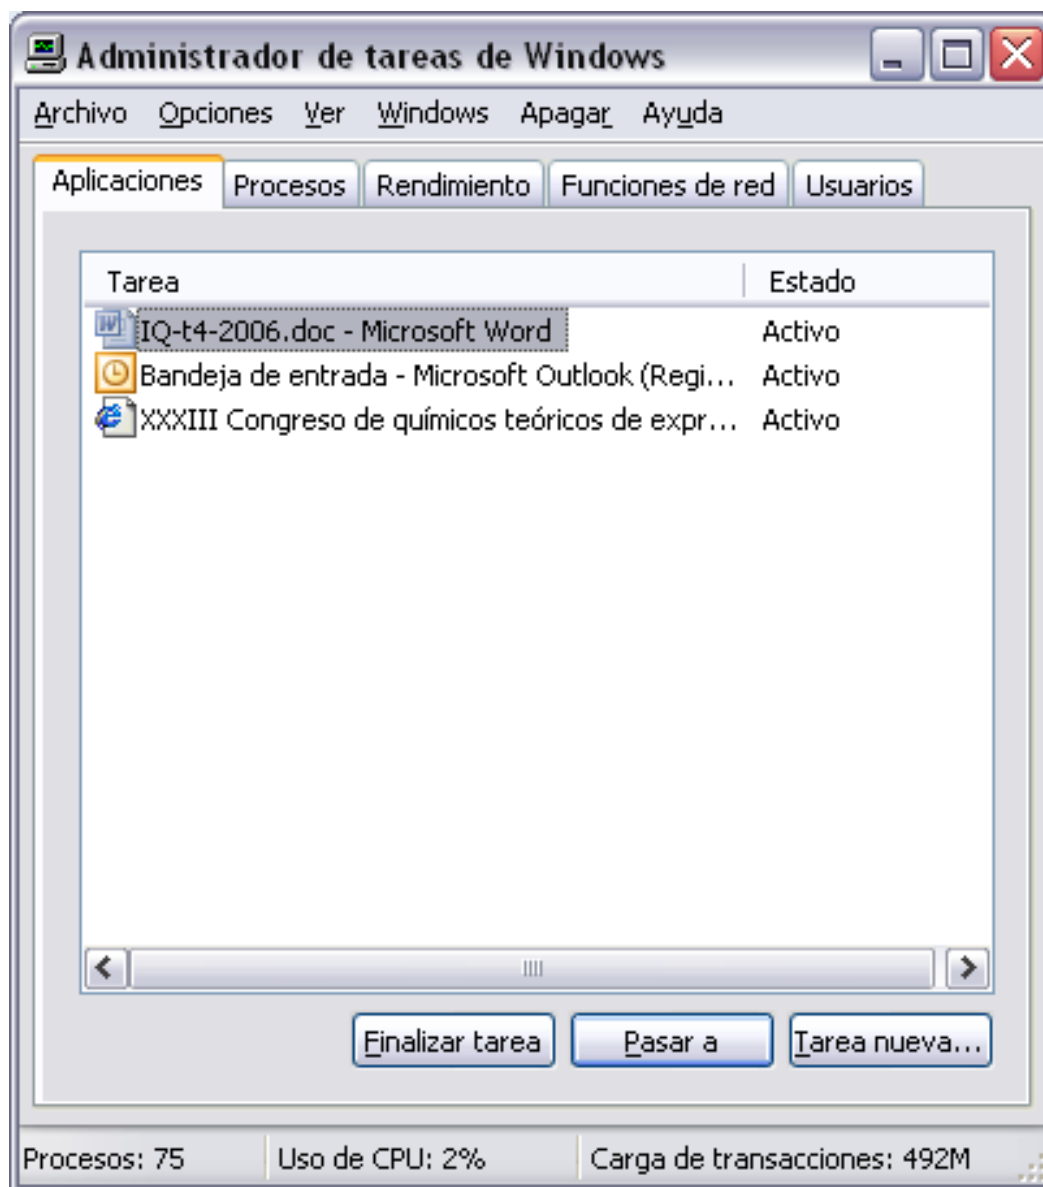 Administrador de tareas de Windows
Archivo Opciones Ver Windows Apagar Ayuda
Aplicaciones Procesos Rendimiento Funciones de red Usuarios
Tarea Estado
IQ-t4-2006.doc - Microsoft Word Activo
Bandeja de entrada - Microsoft Outlook (Regi... Activo
XXXIII Congreso de químicos teóricos de expr... Activo
Finalizar tarea Pasar a Tarea nueva...
Procesos: 75 Uso de CPU: 2% Carga de transacciones: 492M